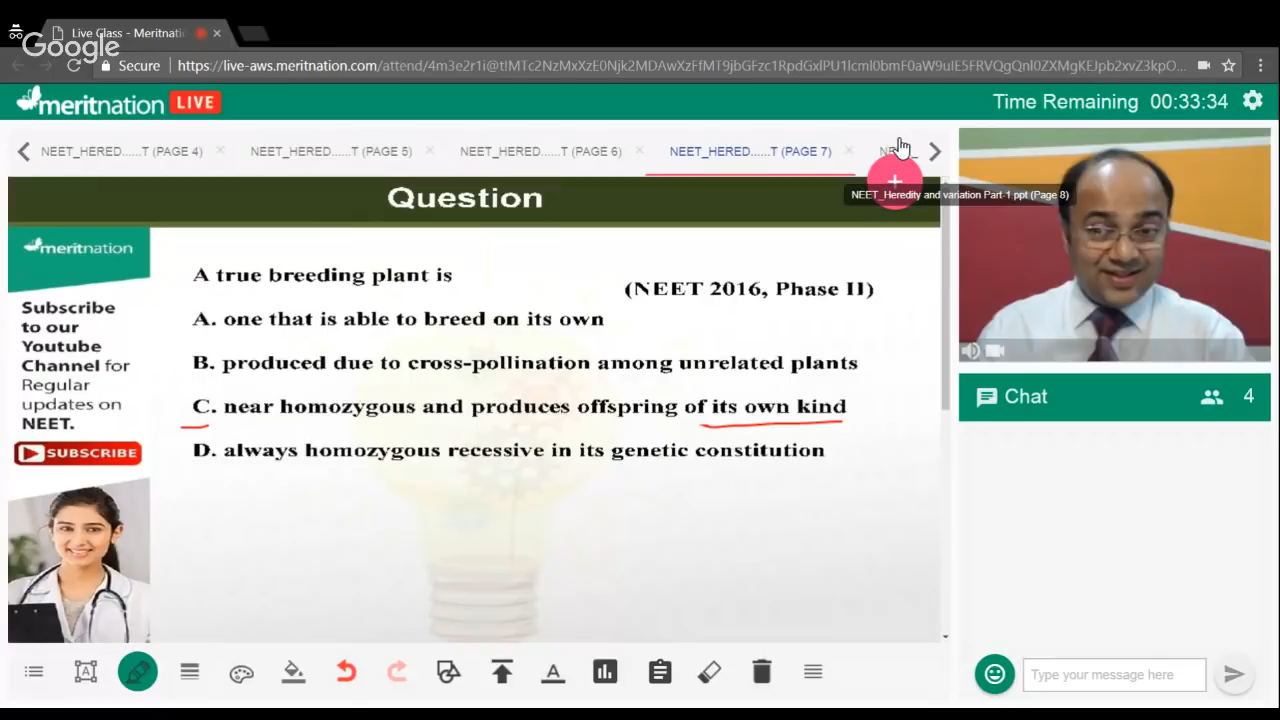 Live Class - Meritnati
Google
Secure
https://live-aws.meritnation.com/attend/
meritnation LIVE
Time Remaining 00:33:34
NEET_HERED......T (PAGE 4)
NEET_HERED......T (PAGE 5)
NEET_HERED......T (PAGE 6)
NEET_HERED......T (PAGE 7)
NEET_Heredity and variation Part-1 ppt (Page 8)
Question
meritnation
Subscribe
to our
Youtube
Channel for
Regular
updates on
NEET.
SUBSCRIBE
A true breeding plant is
(NEET 2016, Phase II)
A. one that is able to breed on its own
B. produced due to cross-pollination among unrelated plants
C. near homozygous and produces offspring of its own kind
D. always homozygous recessive in its genetic constitution
Chat
4
Type your message here